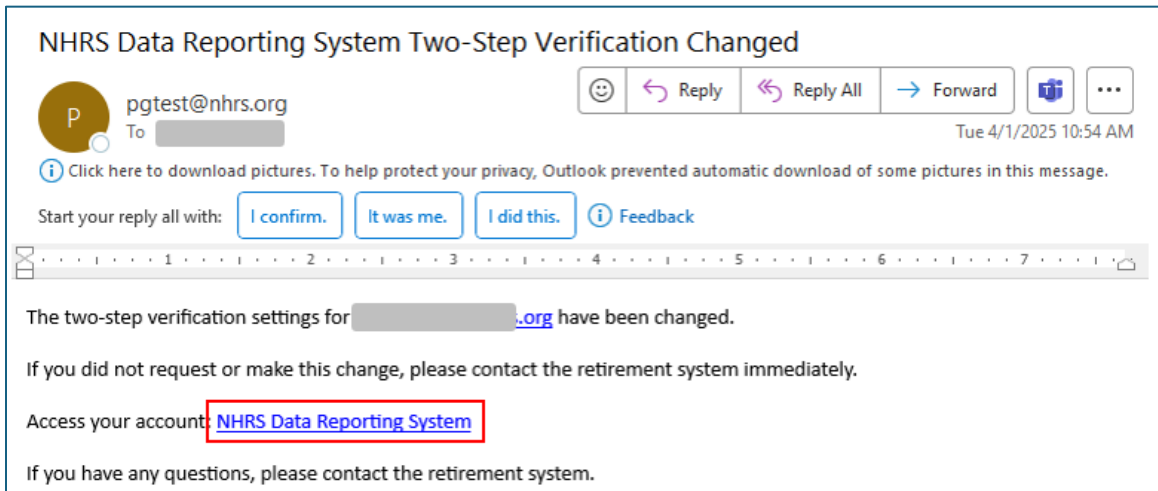 NHRS Data Reporting System Two-Step Verification Changed
P
pgtest@nhrs.org
To
Reply
Reply All
Forward
Tue 4/1/2025 10:54 AM
Click here to download pictures. To help protect your privacy, Outlook prevented automatic download of some pictures in this message.
Start your reply all with: I confirm. It was me. I did this. Feedback
1 2 3 4 5 6 7
The two-step verification settings for .org have been changed.
If you did not request or make this change, please contact the retirement system immediately.
Access your account: NHRS Data Reporting System
If you have any questions, please contact the retirement system.